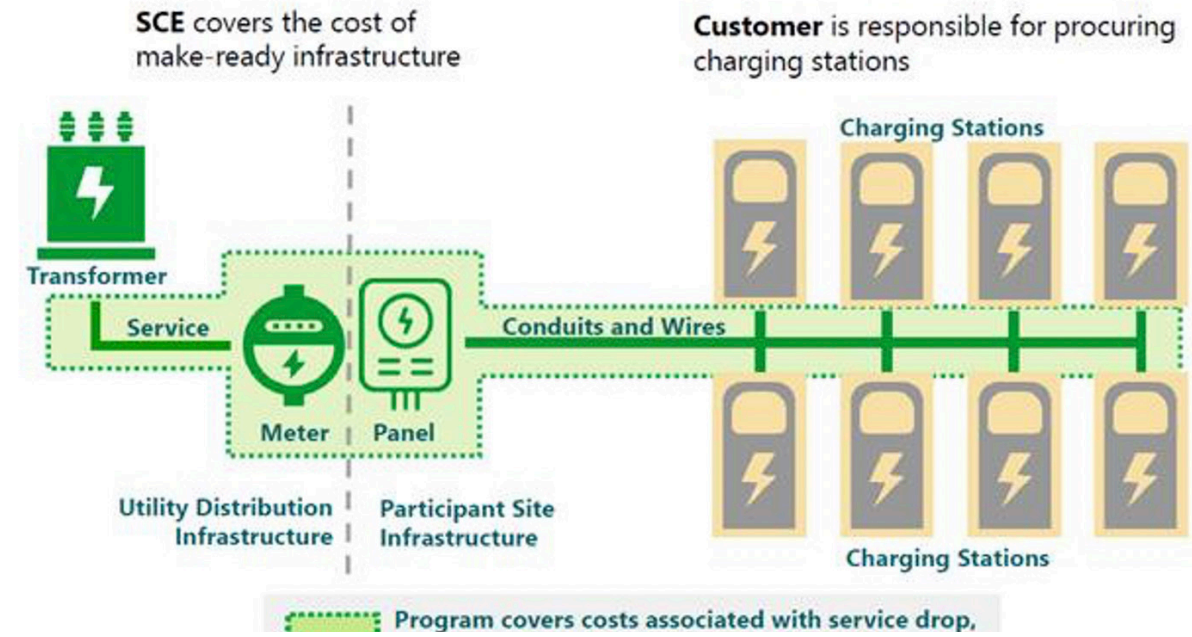 SCE covers the cost of
make-ready infrastructure
Customer is responsible for procuring
charging stations
Charging Stations
Transformer
Service
Conduits and Wires
Meter
Panel
Utility Distribution
Infrastructure
Participant Site
Infrastructure
Charging Stations
Program covers costs associated with service drop,